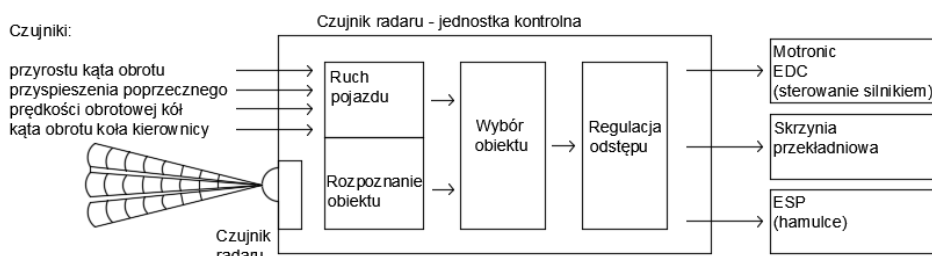 Czujnik radaru - jednostka kontrolna
Czujniki:
przyrostu kąta obrotu
przyspieszenia poprzecznego
prędkości obrotowej kół
kąta obrotu koła kierownicy
Ruch
pojazdu
Rozpoznanie
obiektu
Wybór
obiektu
Regulacja
odstępu
Motronic
EDC
(sterowanie silnikiem)
Skrzynia
przekładniowa
ESP
(hamulce)
Czujnik
radaru